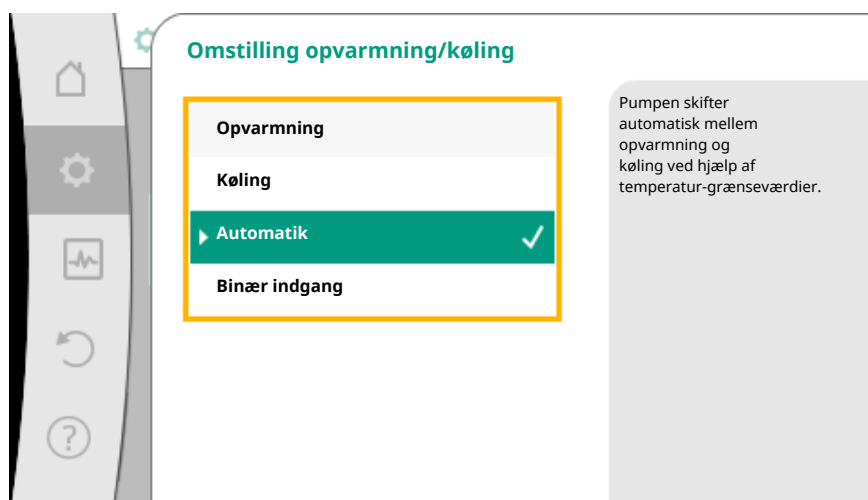 Omstilling opvarmning/køling
Opvarmning
Køling
Automatik
Binær indgang
Pumpen skifter
automatisk mellem
opvarmning og
køling ved hjælp af
temperatur-grænseværdier.
?